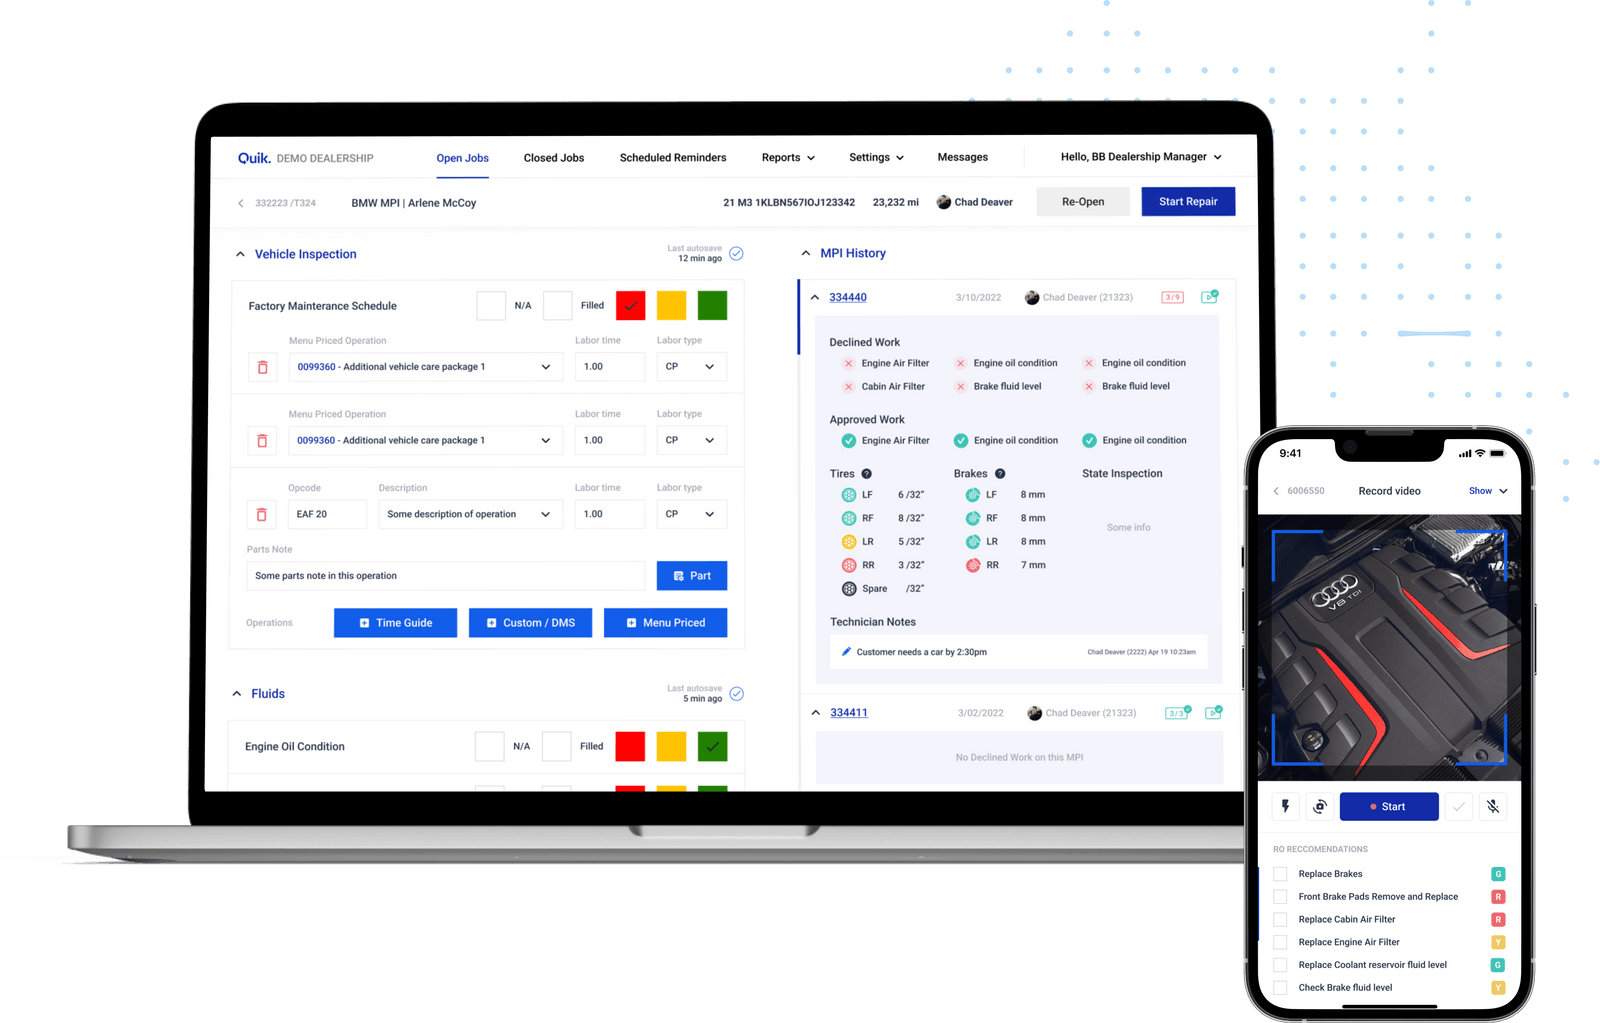 Quik. DEMO DEALERSHIP
Open Jobs
Closed Jobs
Scheduled Reminders
Reports
Settings
Messages
Hello, BB Dealership Manager
332223 /T324
BMW MPI | Arlene McCoy
21 M3 1KLBN567IOJ123342
23,232 mi
Chad Deaver
Re-Open
Start Repair
Vehicle Inspection
Last autosave
12 min ago
Factory Mainterance Schedule
N/A
Filled
Menu Priced Operation
Labor time
Labor type
0099360 - Additional vehicle care package 1
1.00
CP
Menu Priced Operation
Labor time
Labor type
0099360 - Additional vehicle care package 1
1.00
CP
Opcode
Description
Labor time
Labor type
EAF 20
Some description of operation
1.00
CP
Parts Note
Some parts note in this operation
Part
Operations
Time Guide
Custom / DMS
Menu Priced
Fluids
Last autosave
5 min ago
Engine Oil Condition
N/A
Filled
MPI History
334440
3/10/2022
Chad Deaver (21323)
3/9
Declined Work
Engine Air Filter
Engine oil condition
Engine oil condition
Cabin Air Filter
Brake fluid level
Brake fluid level
Approved Work
Engine Air Filter
Engine oil condition
Engine oil condition
Tires
Brakes
State Inspection
LF 6 /32”
LF 8 mm
RF 8 /32”
RF 8 mm
Some info
LR 5 /32”
LR 8 mm
RR 3 /32”
RR 7 mm
Spare /32”
Technician Notes
Customer needs a car by 2:30pm
Chad Deaver (2222) Apr 19 10:23am
334411
3/02/2022
Chad Deaver (21323)
3/3
No Declined Work on this MPI
9:41
6006550
Record video
Show
V8 TDI
Start
RO RECCOMENDATIONS
Replace Brakes
G
Front Brake Pads Remove and Replace
R
Replace Cabin Air Filter
R
Replace Engine Air Filter
Y
Replace Coolant reservoir fluid level
G
Check Brake fluid level
Y